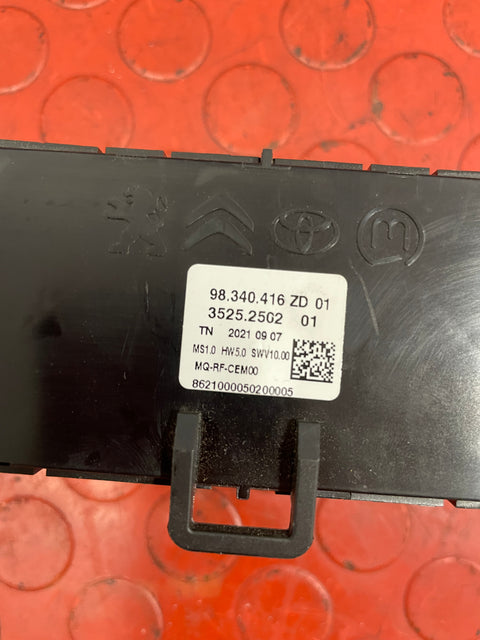 98.340.416 ZD 01
3525.2502 01
TN 2021 09 07
MS1.0 HW5.0 SWV10.00
MQ-RF-CEM00
8621000050200005